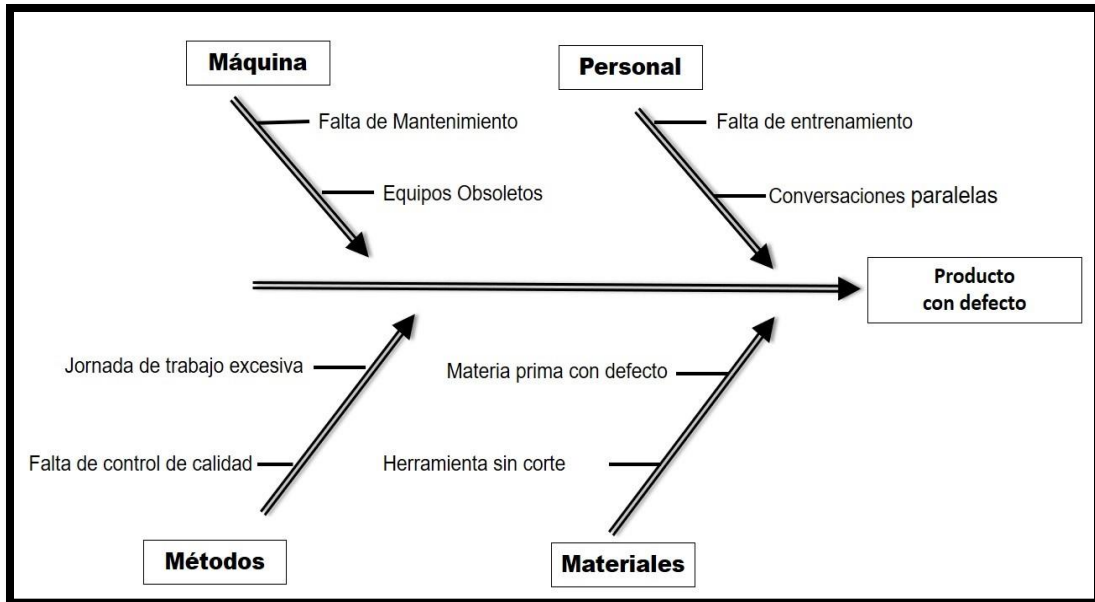 Máquina
Personal
Falta de Mantenimiento
Falta de entrenamiento
Equipos Obsoletos
Conversaciones paralelas
Producto
con defecto
Jornada de trabajo excesiva
Materia prima con defecto
Falta de control de calidad
Herramienta sin corte
Métodos
Materiales